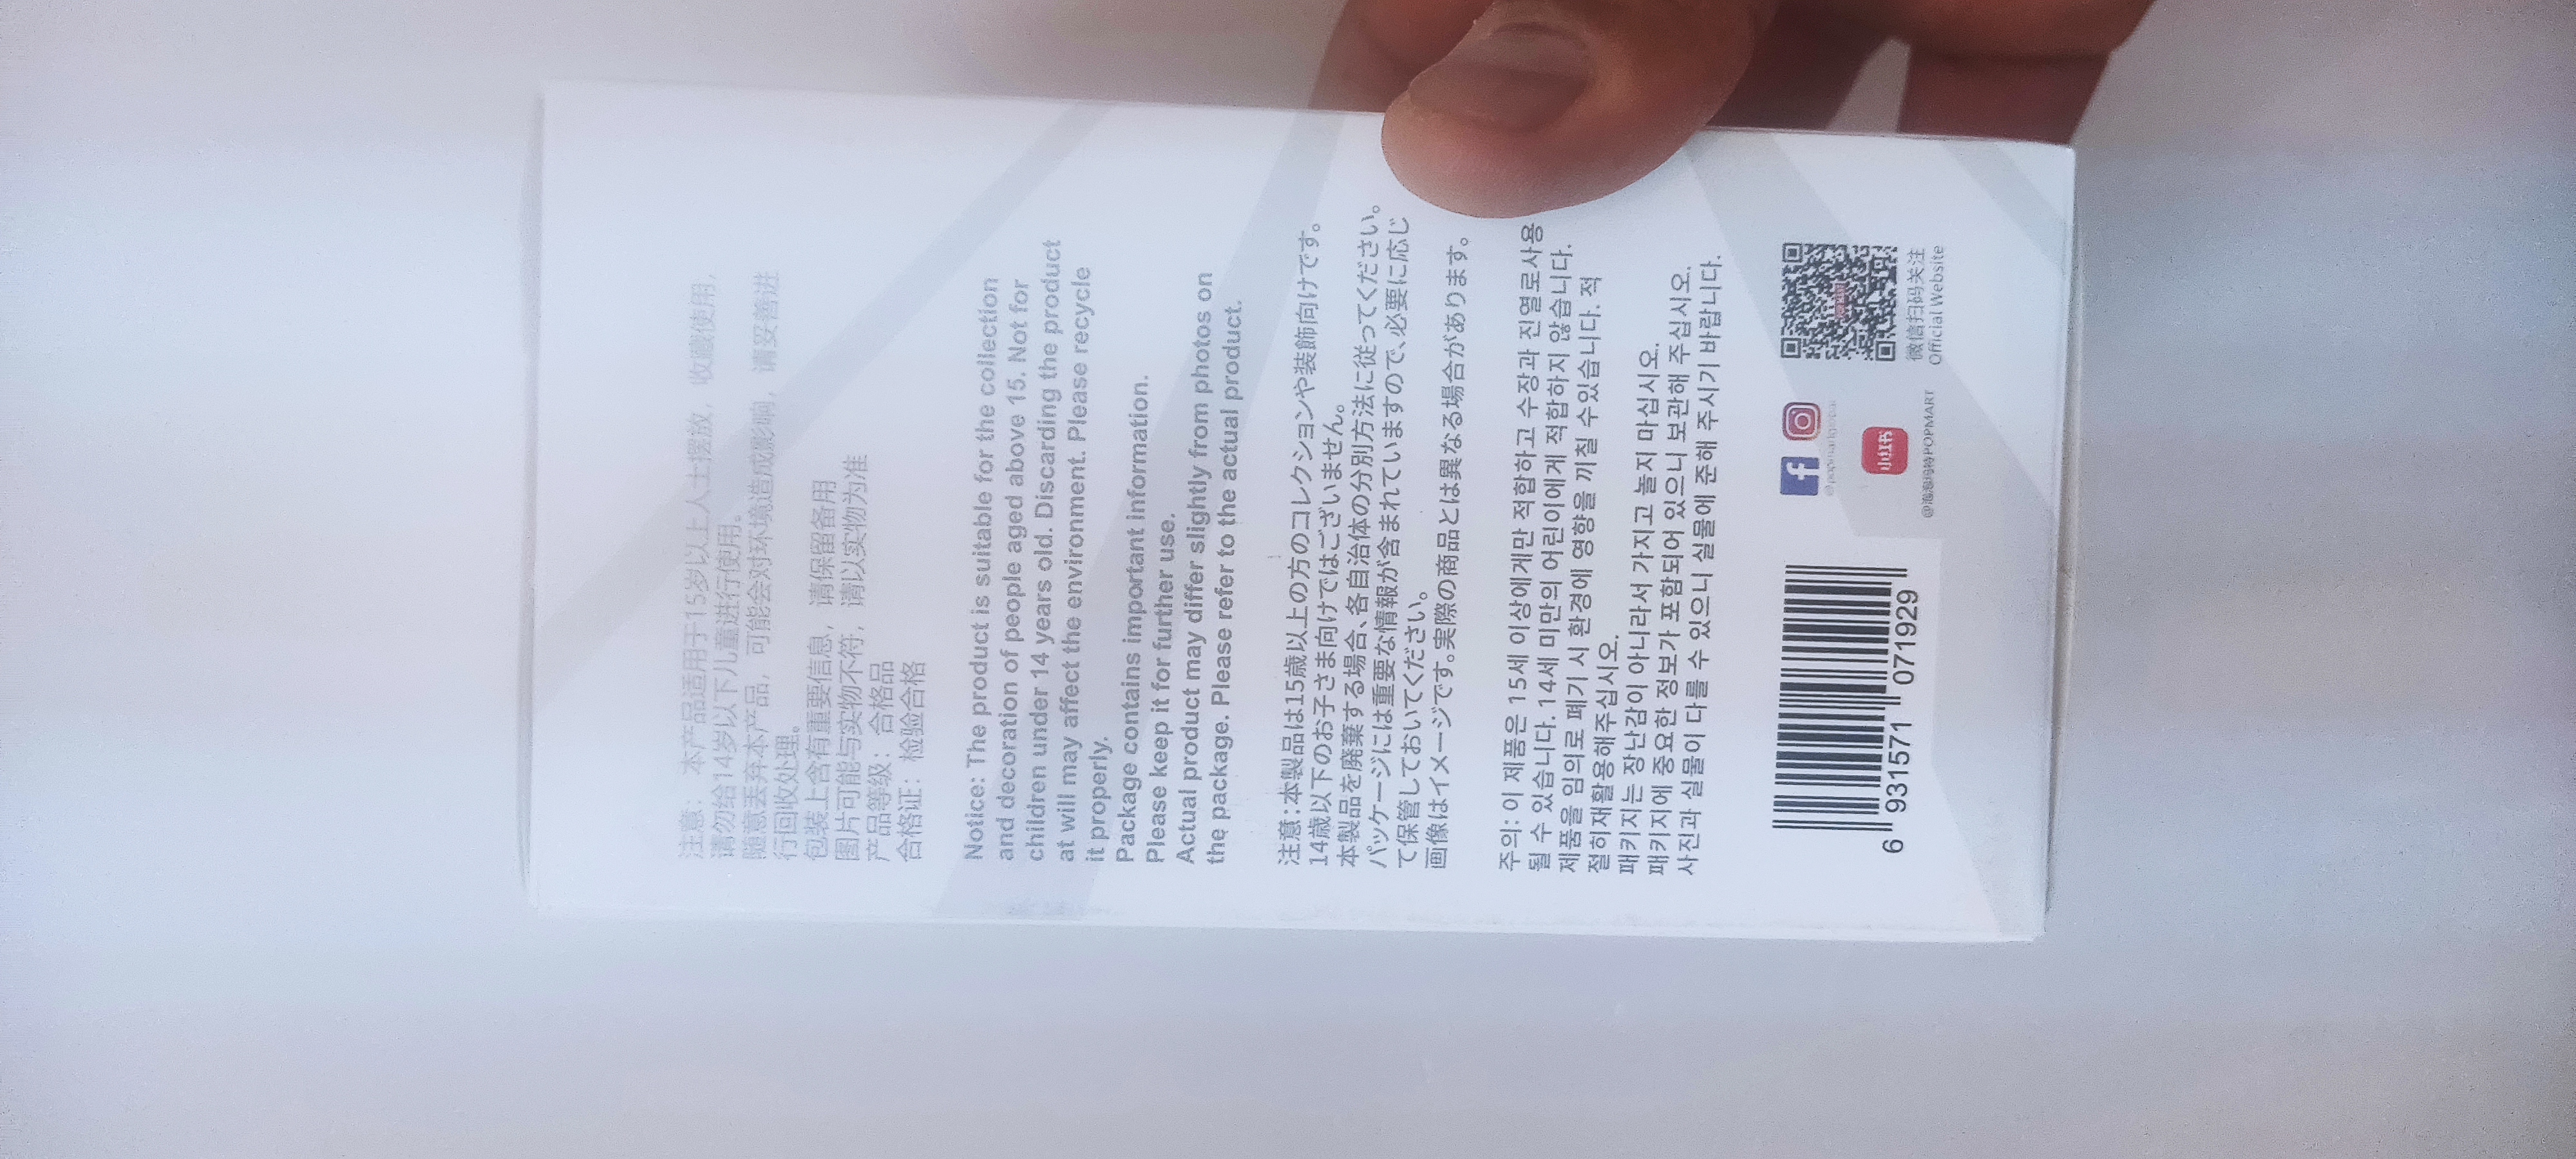 注意： 本产品适用于15岁以上人士摆放，收藏使用，
请勿给14岁以下儿童进行使用。
随意丢弃本产品，可能会对环境造成影响，请妥善进
行回收处理。
包装上含有重要信息，请保留备用
图片可能与实物不符，请以实物为准
产品等级：合格品
合格证：检验合格
Notice: The product is suitable for the collection
and decoration of people aged above 15. Not for
children under 14 years old. Discarding the product
at will may affect the environment. Please recycle
it properly.
Package contains important information.
Please keep it for further use.
Actual product may differ slightly from photos on
the package. Please refer to the actual product.
注意:本製品は15歳以上の方のコレクションや装飾向けです。
14歳以下のお子さま向けではございません。
本製品を廃棄する場合、各自治体の分別方法に従ってください。
パッケージには重要な情報が含まれていますので、必要に応じ
て保管しておいてください。
画像はイメージです。実際の商品とは異なる場合があります。
주의: 이 제품은 15세 이상에게만 적합하고 수장과 진열로사용
될 수 있습니다. 14세 미만의 어린이에게 적합하지 않습니다.
제품을 임의로 폐기 시 환경에 영향을 끼칠 수있습니다. 적
절히재활용해주십시오.
패키지는 장난감이 아니라서 가지고 놀지 마십시오.
패키지에 중요한 정보가 포함되어 있으니 보관해 주십시오.
사진과 실물이 다를 수 있으니 실물에 준해 주시기 바랍니다.
6 931571 071929
小红书
@泡泡玛特POPMART
微信扫码关注
Official Website